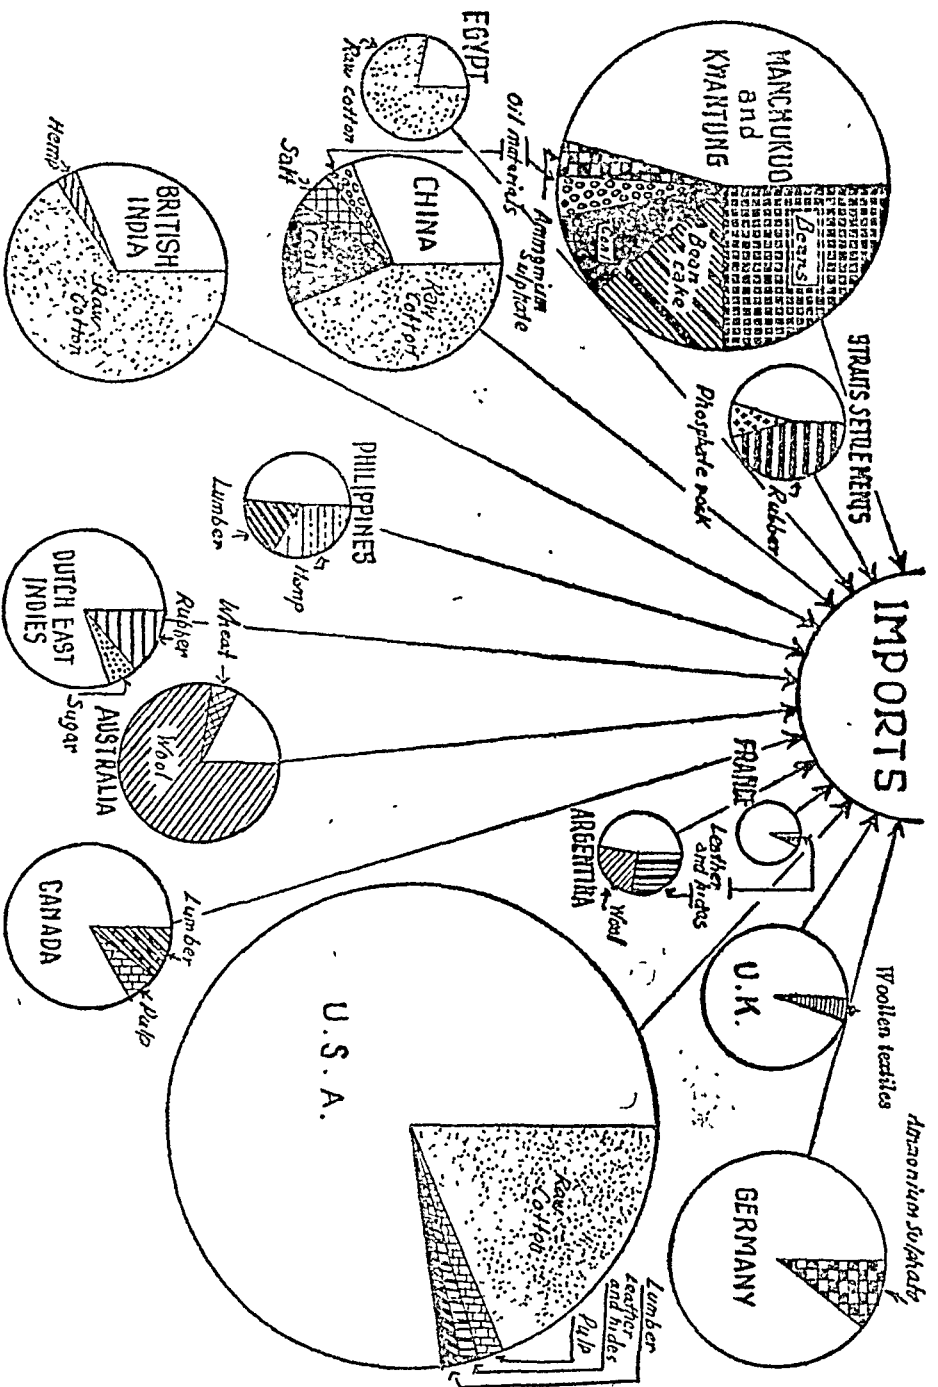 IMPORTS
MANCHUKUO
and
KWANTUNG
Beans
Bean
cake
Coal
Ammonium
Sulphate
Oil materials
STRAITS SETTLEMENTS
Rubber
Phosphate rock
EGYPT
Raw cotton
CHINA
Raw
Cotton
Coal
Salt
BRITISH
INDIA
Raw
Cotton
Hemp
PHILIPPINES
Hemp
Lumber
DUTCH EAST
INDIES
Rubber
Sugar
AUSTRALIA
Wool
Wheat
CANADA
Lumber
Pulp
FRANCE
Leather
and hides
ARGENTINA
Wool
U.S.A.
Raw
Cotton
Pulp
Lumber
Leather
and hides
U.K.
Woollen textiles
GERMANY
Ammonium Sulphate